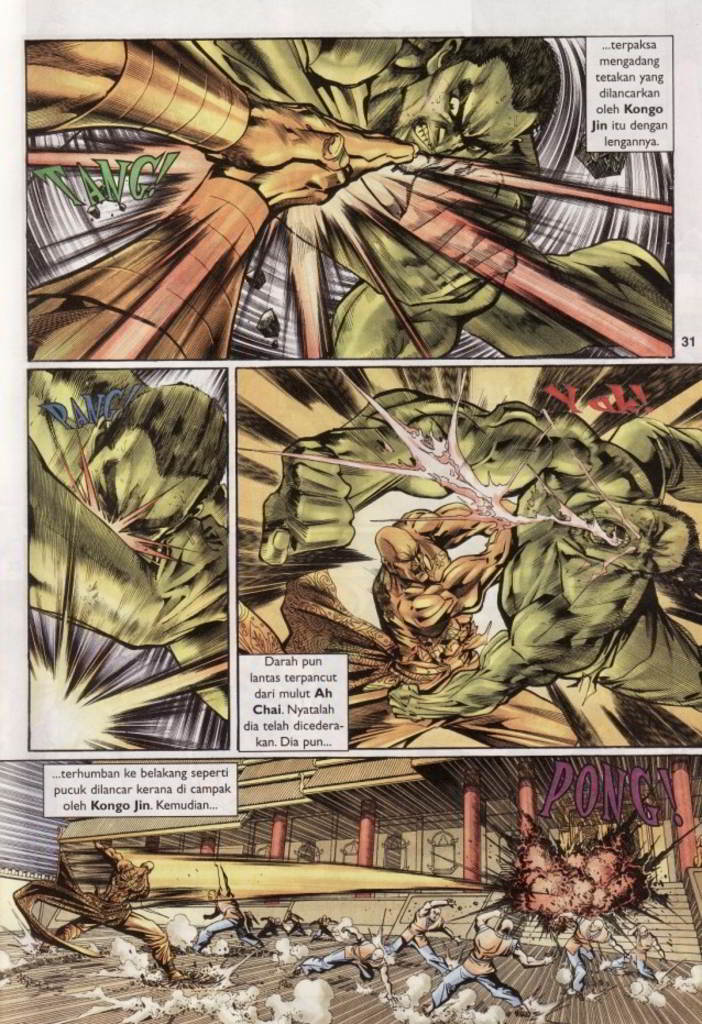 ...terpaksa
mengadang
tetakan yang
dilancarkan
oleh Kongo
Jin itu dengan
lengannya.
TANG!
31
PANG!
Yak!
Darah pun
lantas terpancut
dari mulut Ah
Chai. Nyatalah
dia telah dicedera-
kan. Dia pun...
...terhumban ke belakang seperti
pucuk dilancar kerana di campak
oleh Kongo Jin. Kemudian...
PONG!